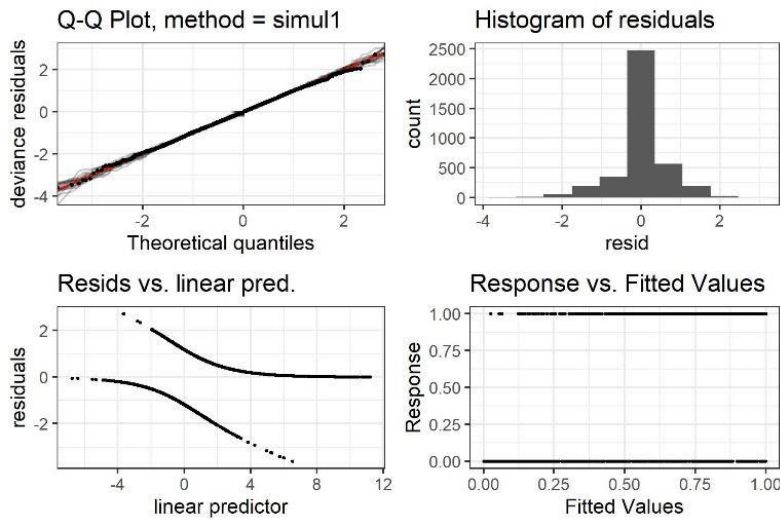 Q-Q Plot, method = simul1
deviance residuals
2
0
-2
-4
-2
0
2
Theoretical quantiles
Histogram of residuals
count
2500
2000
1500
1000
500
0
-4
-2
0
2
resid
Resids vs. linear pred.
residuals
2
0
-2
-4
0
4
8
12
linear predictor
Response vs. Fitted Values
Response
1.00
0.75
0.50
0.25
0.00
0.00
0.25
0.50
0.75
1.00
Fitted Values